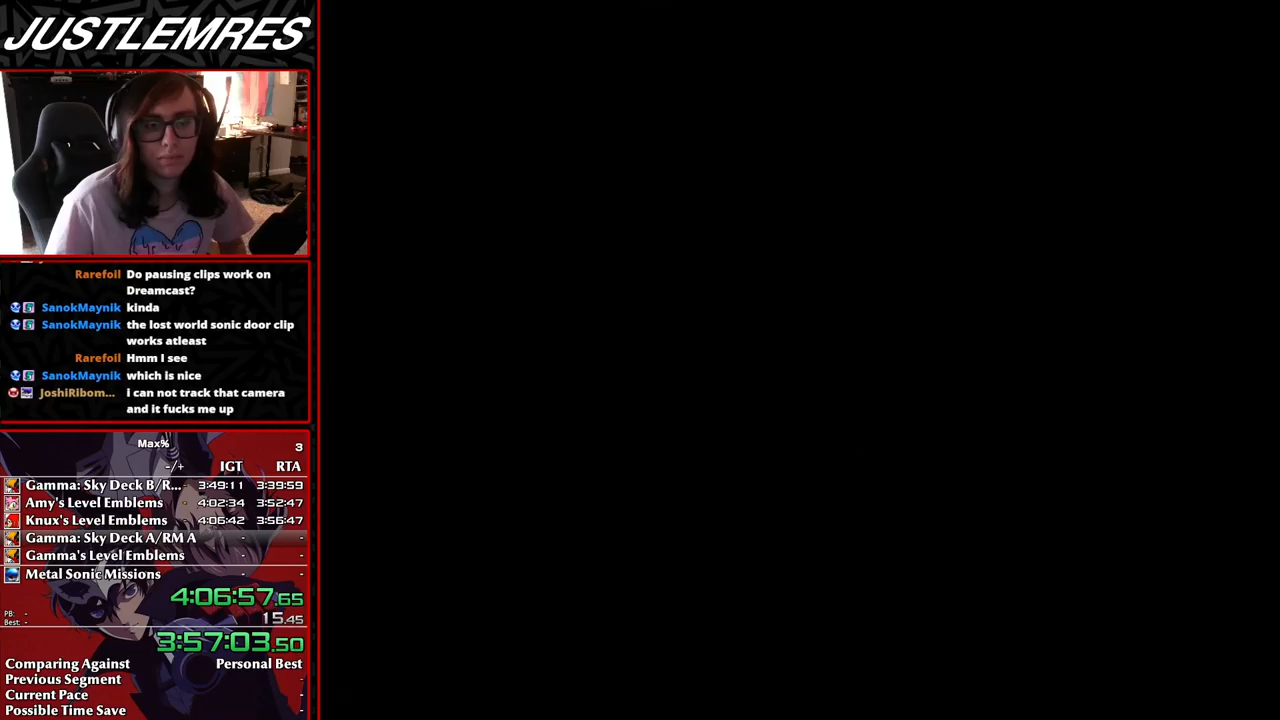 JUSTLEMRES
Rarefoil Do pausing clips work on
Dreamcast?
SanokMaynik kinda
SanokMaynik the lost world sonic door clip
works atleast
Rarefoil Hmm I see
SanokMaynik which is nice
JoshiRibom... i can not track that camera
and it fucks me up
Max% 3
-/+ IGT RTA
Gamma: Sky Deck B/R... - 3:49:11 3:39:59
Amy's Level Emblems - 4:02:34 3:52:47
Knux's Level Emblems 4:06:42 3:56:47
Gamma: Sky Deck A/RM A - -
Gamma's Level Emblems - -
Metal Sonic Missions - -
4:06:57.65
PB: -
Best: -
15.45
3:57:03.50
Comparing Against Personal Best
Previous Segment -
Current Pace -
Possible Time Save -